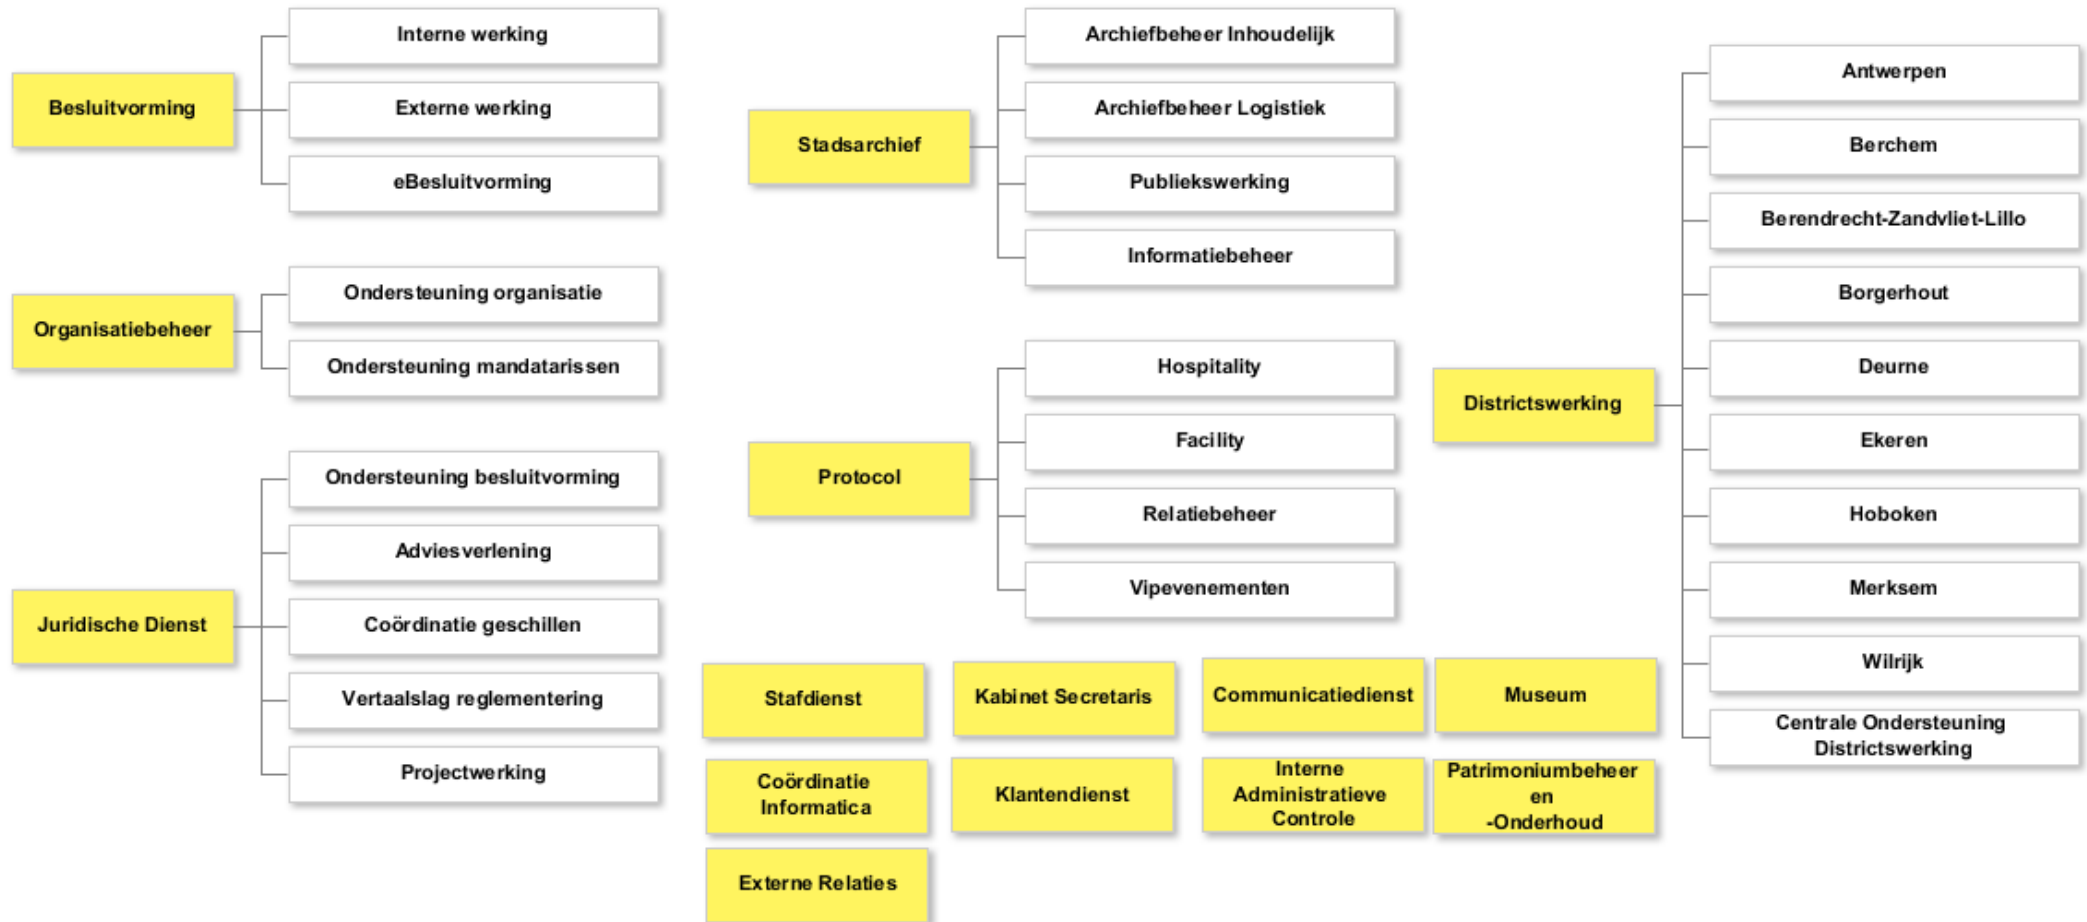 Besluitvorming
Interne werking
Externe werking
eBesluitvorming
Organisatiebeheer
Ondersteuning organisatie
Ondersteuning mandatarissen
Juridische Dienst
Ondersteuning besluitvorming
Adviesverlening
Coördinatie geschillen
Vertaalslag reglementering
Projectwerking
Stadsarchief
Archiefbeheer Inhoudelijk
Archiefbeheer Logistiek
Publiekswerking
Informatiebeheer
Protocol
Hospitality
Facility
Relatiebeheer
Vipevenementen
Districtswerking
Antwerpen
Berchem
Berendrecht-Zandvliet-Lillo
Borgerhout
Deurne
Ekeren
Hoboken
Merksem
Wilrijk
Centrale Ondersteuning
Districtswerking
Stafdienst
Kabinet Secretaris
Communicatiedienst
Museum
Coördinatie
Informatica
Klantendienst
Interne
Administratieve
Controle
Patrimoniumbeheer
en
-Onderhoud
Externe Relaties